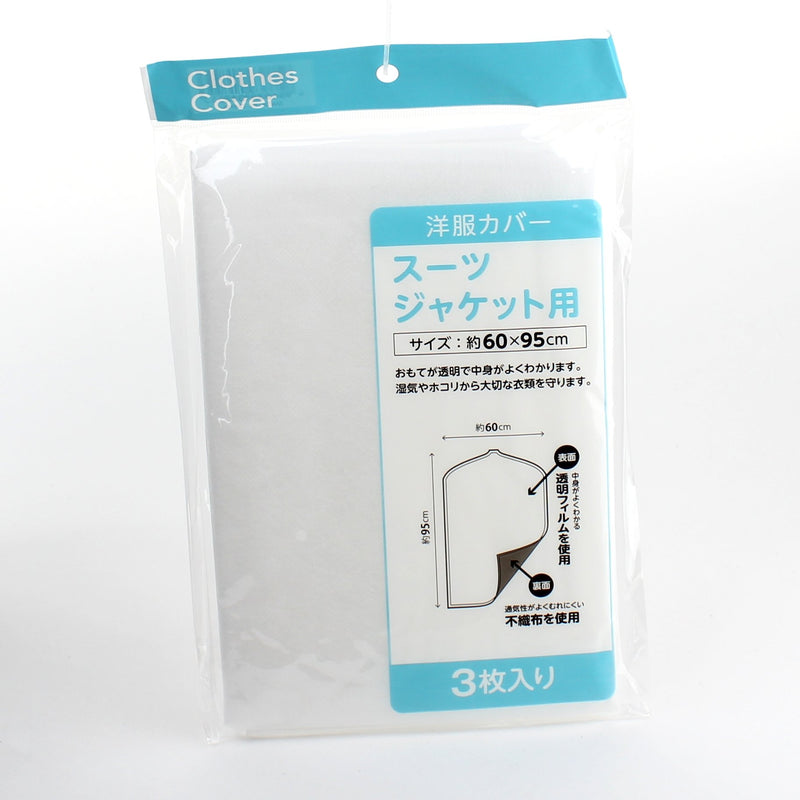 Clothes
Cover
洋服カバー
スーツ
ジャケット用
サイズ：約60×95cm
おもてが透明で中身がよくわかります。
湿気やホコリから大切な衣類を守ります。
約60cm
約95cm
表面
中身がよくわかる
透明フィルムを使用
裏面
通気性がよくむれにくい
不織布を使用
3枚入り